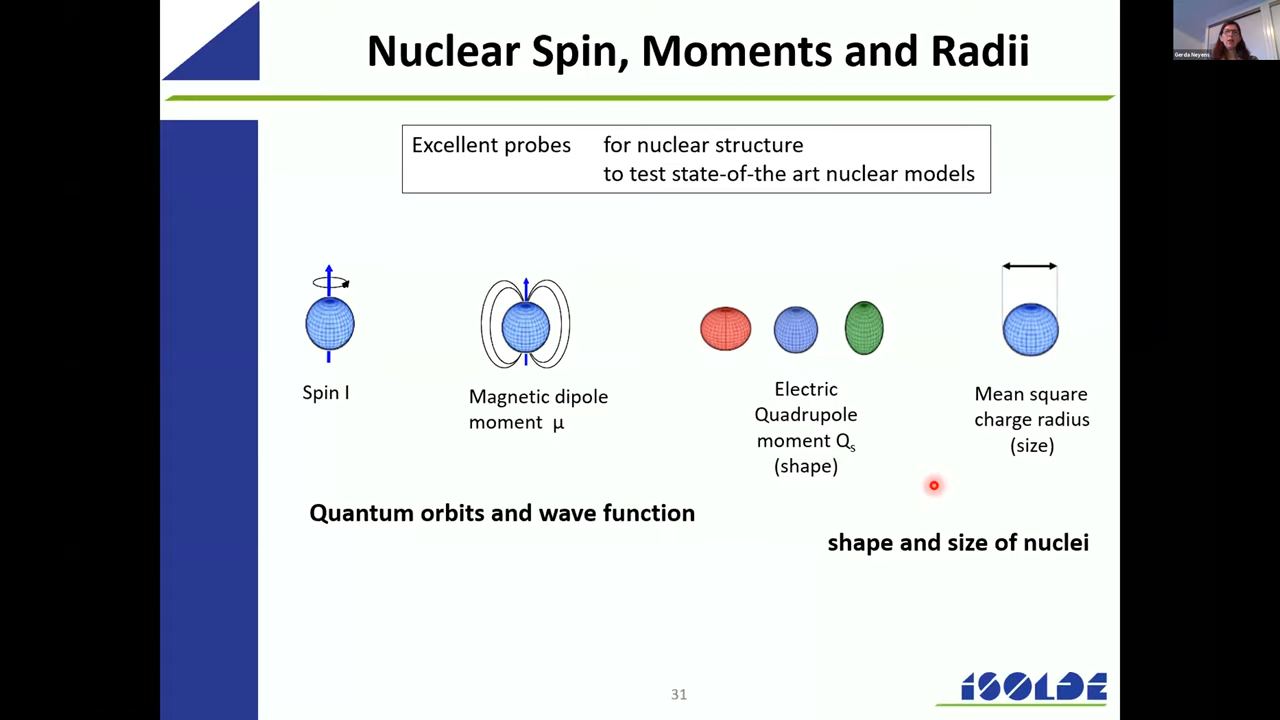 Nuclear Spin, Moments and Radii
Gerda Neyens
Excellent probes for nuclear structure
to test state-of-the art nuclear models
Spin I
Magnetic dipole
moment μ
Electric
Quadrupole
moment Qs
(shape)
Mean square
charge radius
(size)
Quantum orbits and wave function
shape and size of nuclei
31
ISOLDE